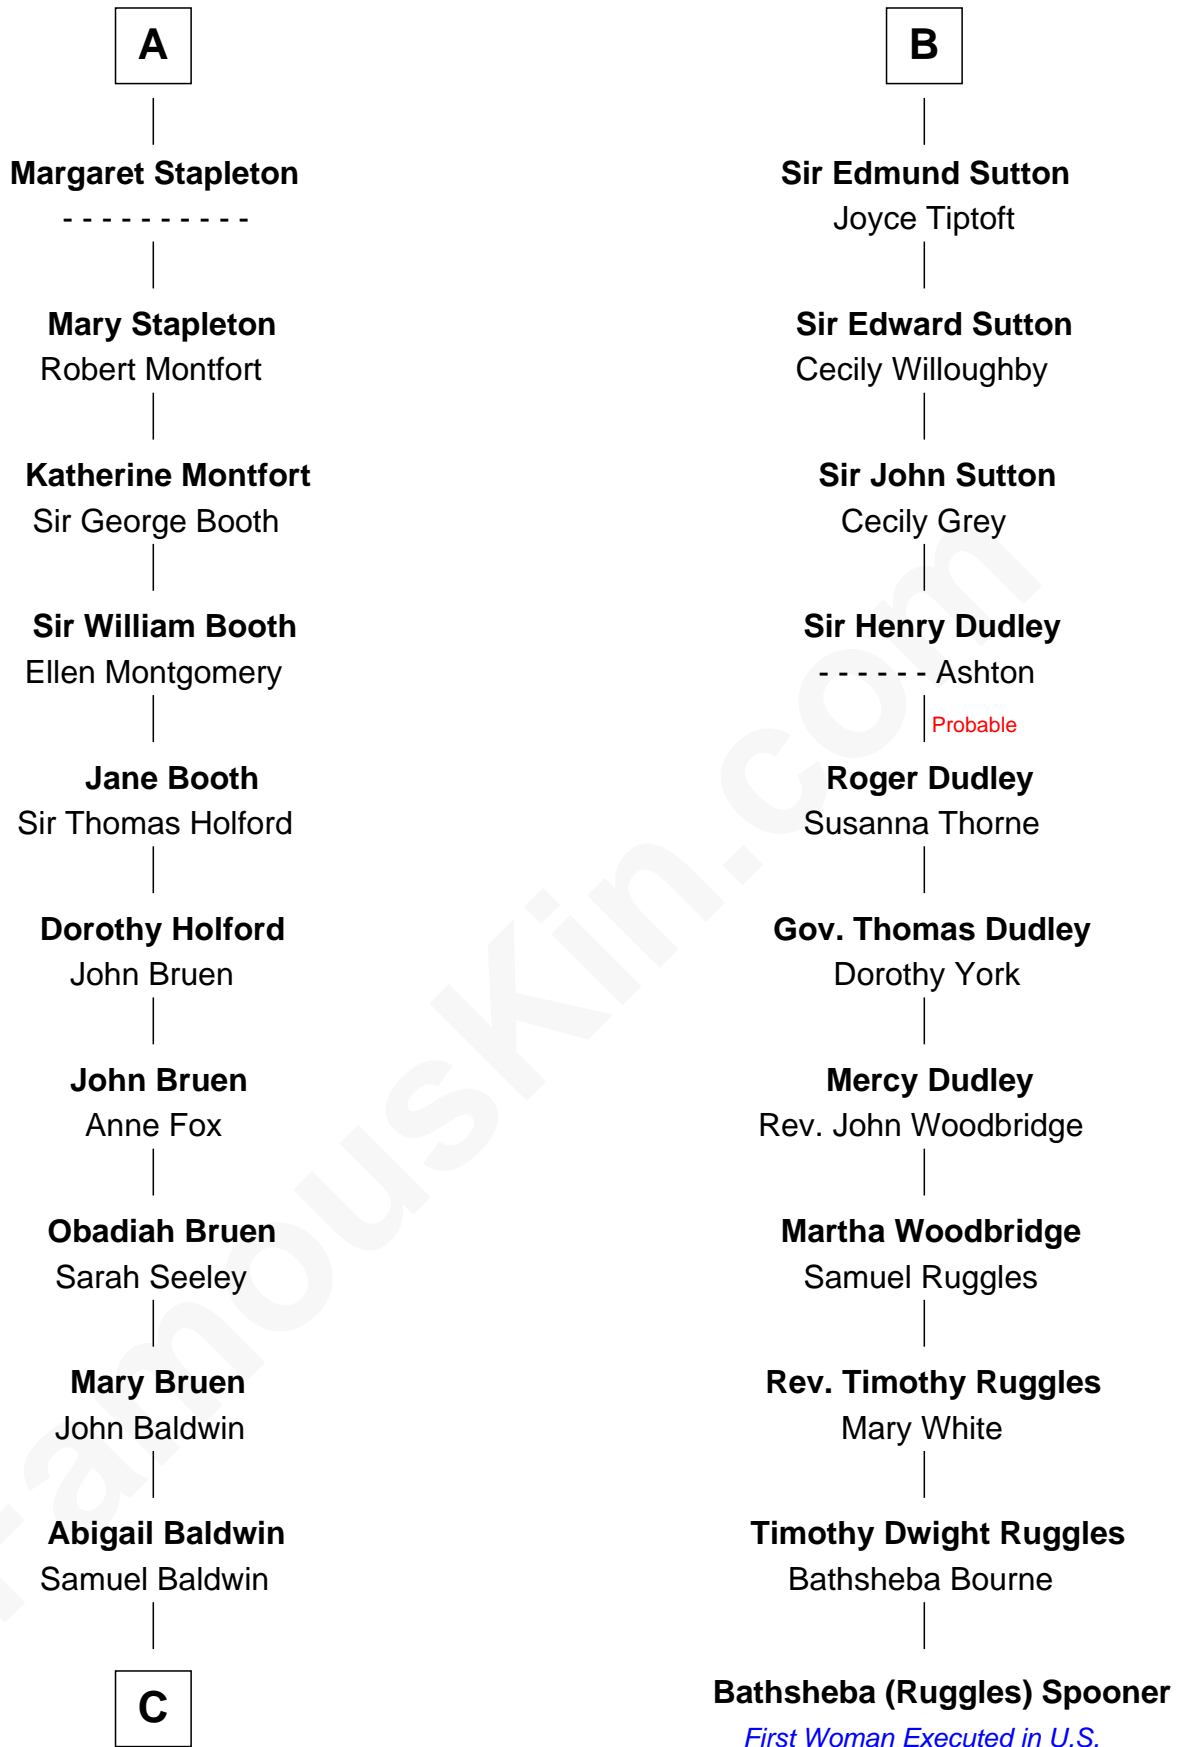 A
Margaret Stapleton
- - - - - - - - - -
Mary Stapleton
Robert Montfort
Katherine Montfort
Sir George Booth
Sir William Booth
Ellen Montgomery
Jane Booth
Sir Thomas Holford
Dorothy Holford
John Bruen
John Bruen
Anne Fox
Obadiah Bruen
Sarah Seeley
Mary Bruen
John Baldwin
Abigail Baldwin
Samuel Baldwin
C
B
Sir Edmund Sutton
Joyce Tiptoft
Sir Edward Sutton
Cecily Willoughby
Sir John Sutton
Cecily Grey
Sir Henry Dudley
- - - - - - Ashton
Probable
Roger Dudley
Susanna Thorne
Gov. Thomas Dudley
Dorothy York
Mercy Dudley
Rev. John Woodbridge
Martha Woodbridge
Samuel Ruggles
Rev. Timothy Ruggles
Mary White
Timothy Dwight Ruggles
Bathsheba Bourne
Bathsheba (Ruggles) Spooner
First Woman Executed in U.S.
FamousKin.com